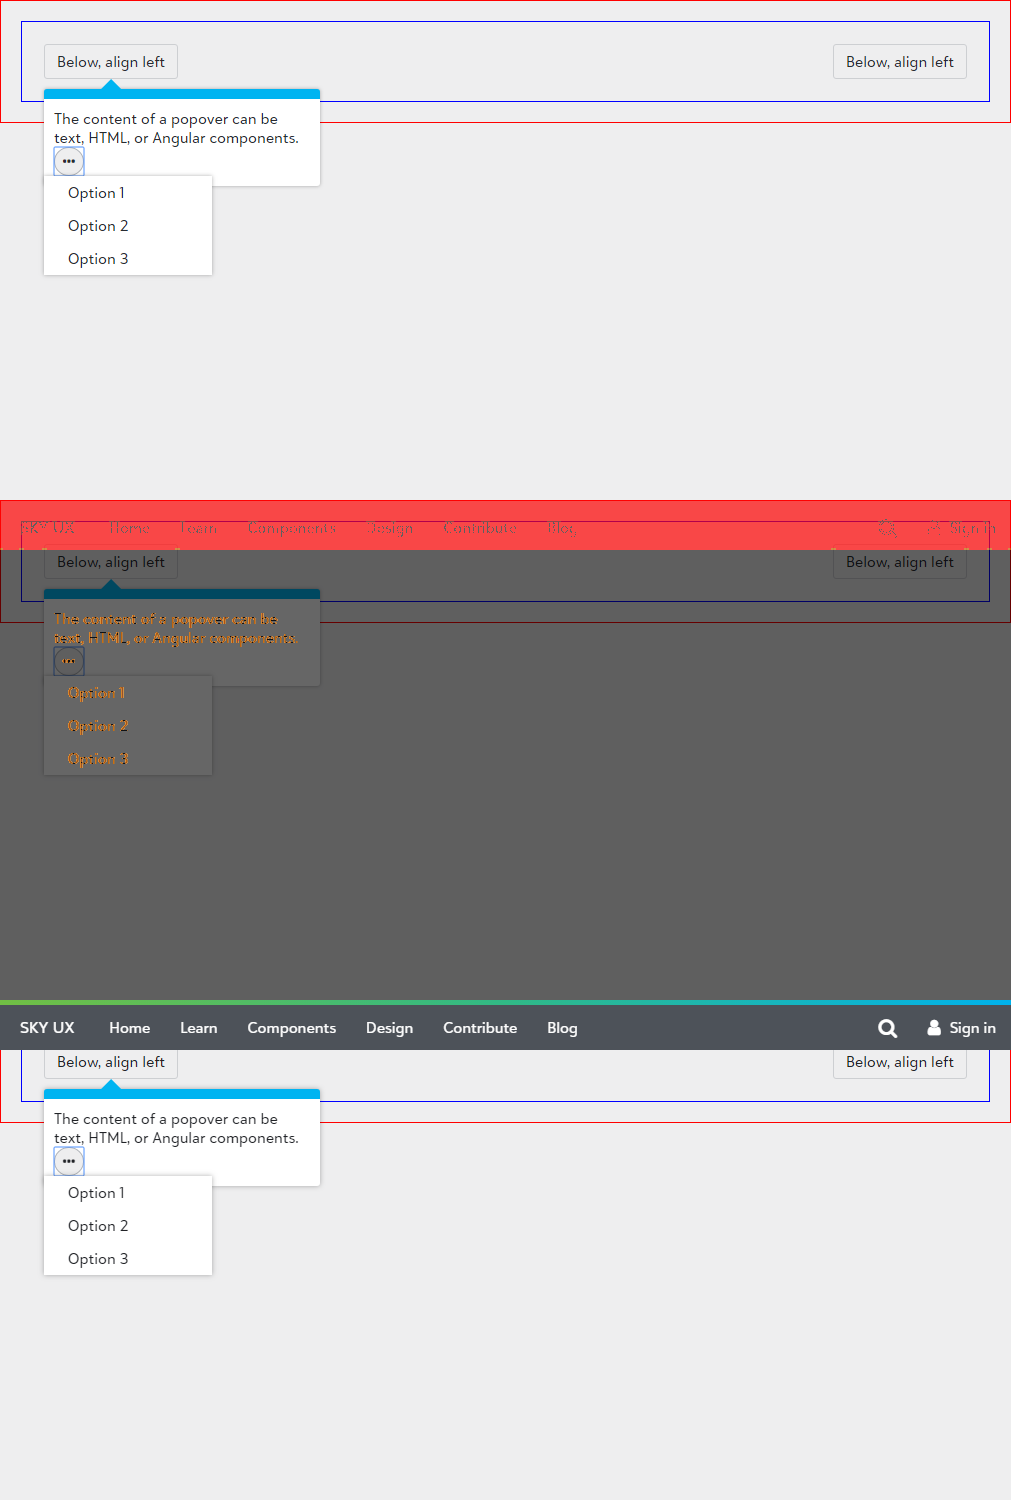 Below, align left Below, align left
The content of a popover can be
text, HTML, or Angular components.
Option 1
Option 2
Option 3
SKY UX Home Learn Components Design Contribute Blog Sign in
Below, align left Below, align left
The content of a popover can be
text, HTML, or Angular components.
Option 1
Option 2
Option 3
SKY UX Home Learn Components Design Contribute Blog Sign in
Below, align left Below, align left
The content of a popover can be
text, HTML, or Angular components.
Option 1
Option 2
Option 3